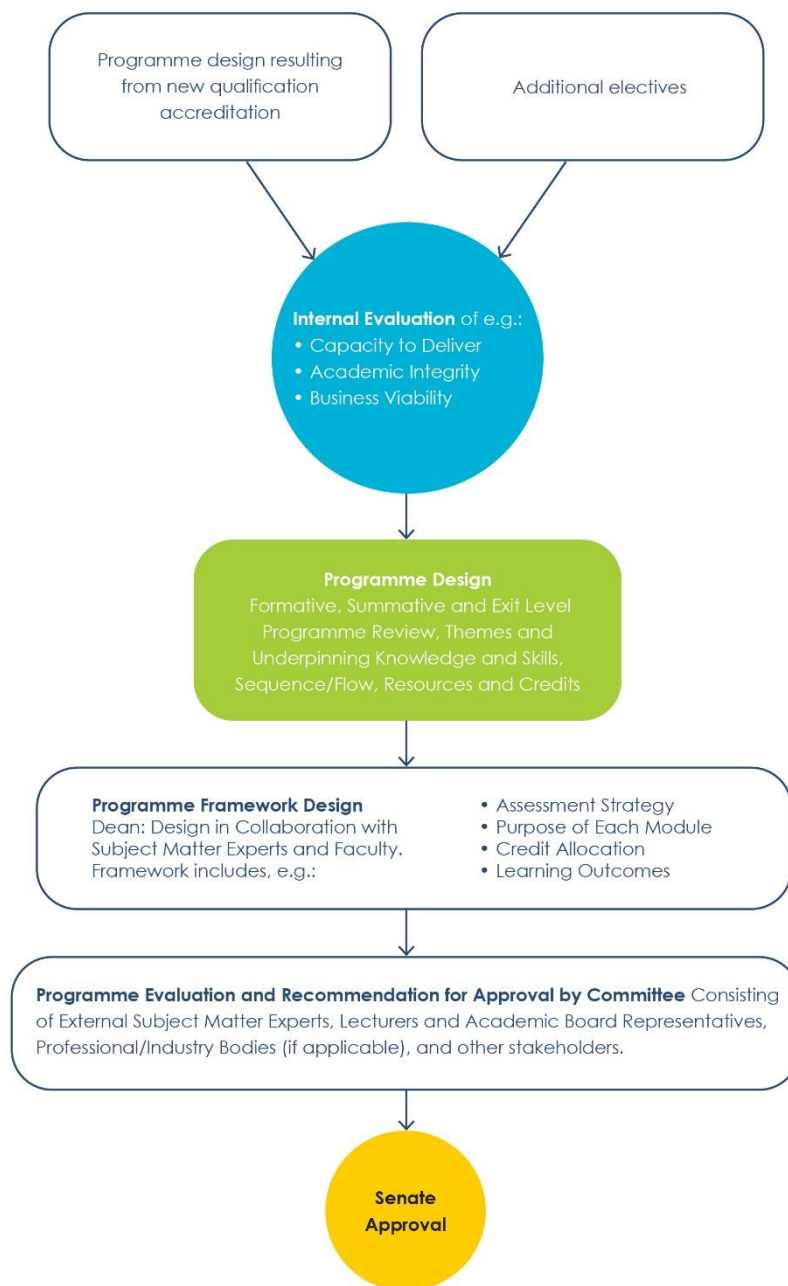 Programme design resulting
from new qualification
accreditation
Additional electives
Internal Evaluation of e.g.:
• Capacity to Deliver
• Academic Integrity
• Business Viability
Programme Design
Formative, Summative and Exit Level
Programme Review, Themes and
Underpinning Knowledge and Skills,
Sequence/Flow, Resources and Credits
Programme Framework Design
Dean: Design in Collaboration with
Subject Matter Experts and Faculty.
Framework includes, e.g.:
• Assessment Strategy
• Purpose of Each Module
• Credit Allocation
• Learning Outcomes
Programme Evaluation and Recommendation for Approval by Committee Consisting
of External Subject Matter Experts, Lecturers and Academic Board Representatives,
Professional/Industry Bodies (if applicable), and other stakeholders.
Senate
Approval